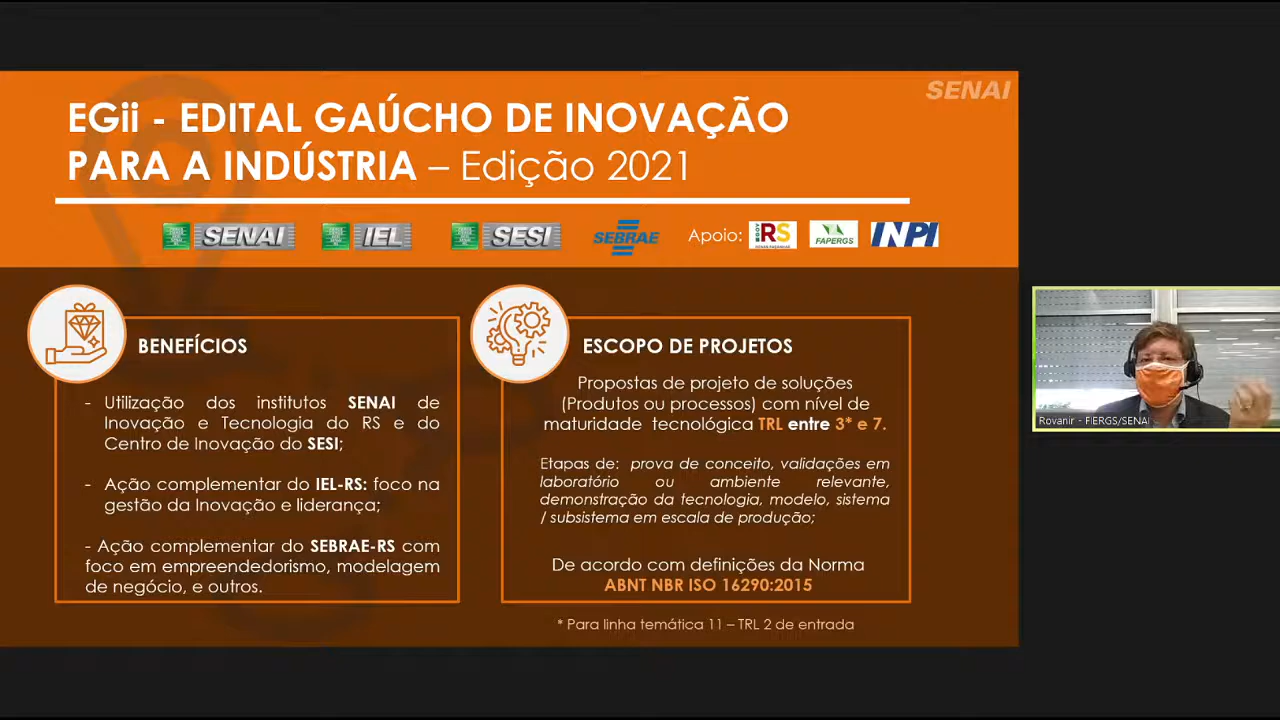 SENAI
EGii - EDITAL GAÚCHO DE INOVAÇÃO
PARA A INDÚSTRIA – Edição 2021
SENAI
IEL
SESI
SEBRAE
Apoio:
RS
FAPERGS
INPI
BENEFÍCIOS
- Utilização dos institutos SENAI de
Inovação e Tecnologia do RS e do
Centro de Inovação do SESI;
- Ação complementar do IEL-RS: foco na
gestão da Inovação e liderança;
- Ação complementar do SEBRAE-RS com
foco em empreendedorismo, modelagem
de negócio, e outros.
ESCOPO DE PROJETOS
Propostas de projeto de soluções
(Produtos ou processos) com nível de
maturidade tecnológica TRL entre 3* e 7.
Etapas de: prova de conceito, validações em
laboratório ou ambiente relevante,
demonstração da tecnologia, modelo, sistema
/ subsistema em escala de produção;
De acordo com definições da Norma
ABNT NBR ISO 16290:2015
* Para linha temática 11 – TRL 2 de entrada
Rovanir - FIERGS/SENAI